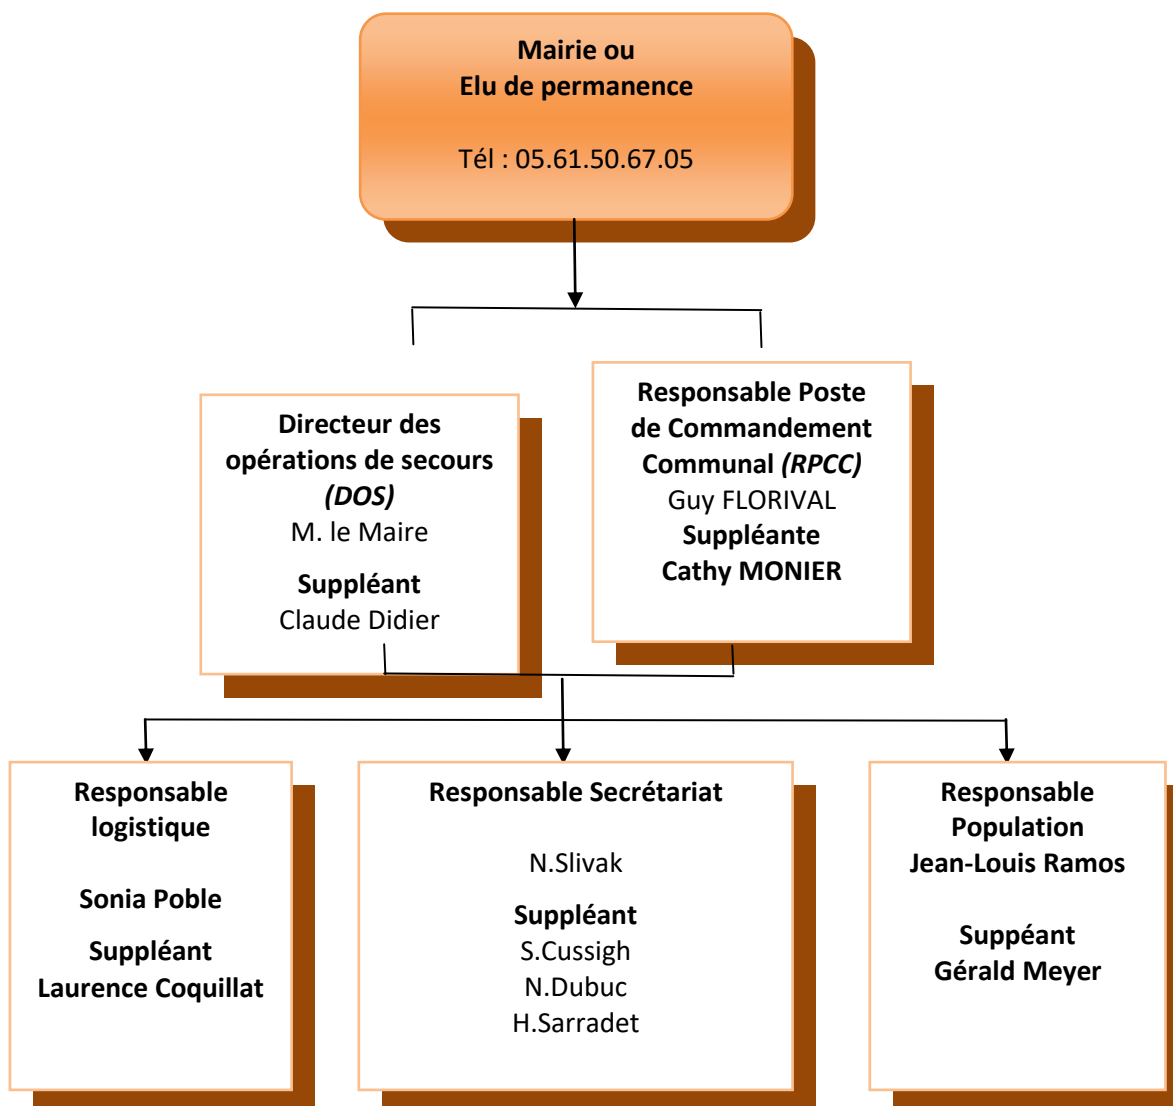 Mairie ou
Elu de permanence
Tél : 05.61.50.67.05
Directeur des
opérations de secours
(DOS)
M. le Maire
Suppléant
Claude Didier
Responsable Poste
de Commandement
Communal (RPCC)
Guy FLORIVAL
Suppléante
Cathy MONIER
Responsable
logistique
Sonia Poble
Suppléant
Laurence Coquillat
Responsable Secrétariat
N.Slivak
Suppléant
S.Cussigh
N.Dubuc
H.Sarradet
Responsable
Population
Jean-Louis Ramos
Suppéant
Gérald Meyer